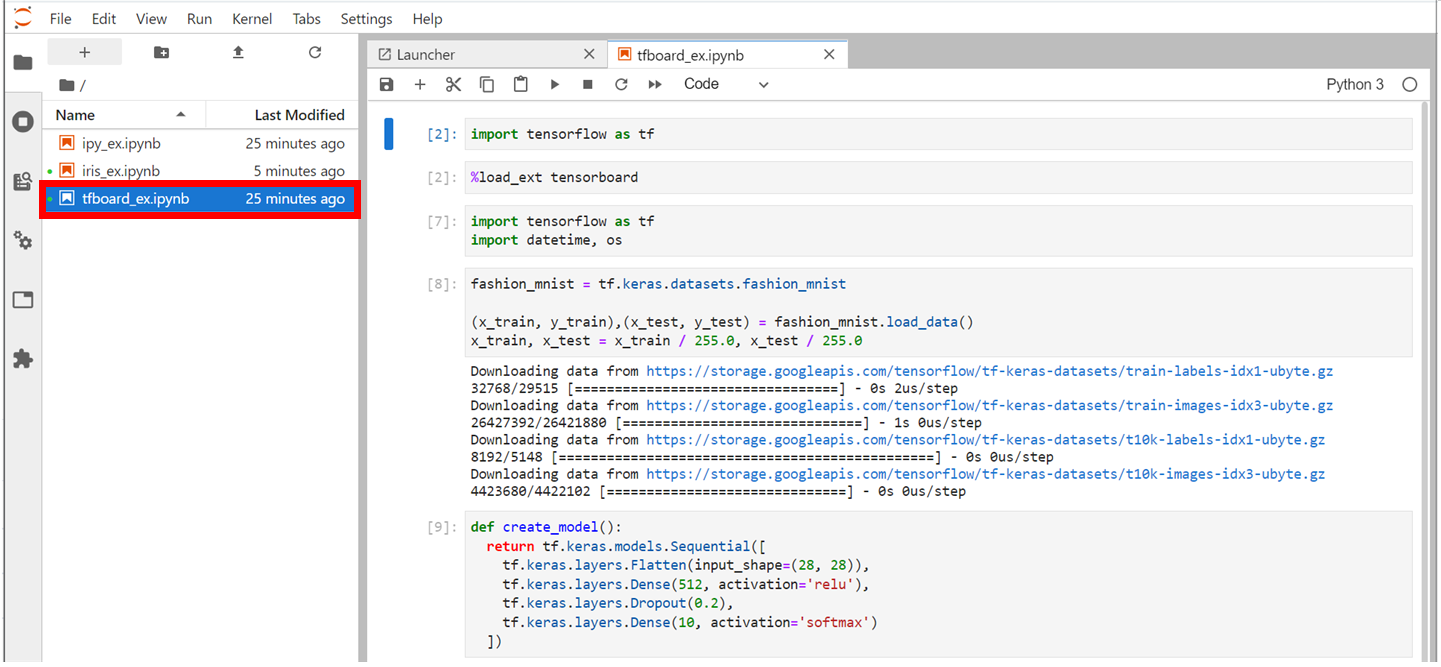 File Edit View Run Kernel Tabs Settings Help
+
/
Name Last Modified
ipy_ex.ipynb 25 minutes ago
iris_ex.ipynb 5 minutes ago
tfboard_ex.ipynb 25 minutes ago
Launcher tfboard_ex.ipynb
Code Python 3
[2]: import tensorflow as tf
[2]: %load_ext tensorboard
[7]: import tensorflow as tf
import datetime, os
[8]: fashion_mnist = tf.keras.datasets.fashion_mnist
(x_train, y_train),(x_test, y_test) = fashion_mnist.load_data()
x_train, x_test = x_train / 255.0, x_test / 255.0
Downloading data from https://storage.googleapis.com/tensorflow/tf-keras-datasets/train-labels-idx1-ubyte.gz
32768/29515 [=================================] - 0s 2us/step
Downloading data from https://storage.googleapis.com/tensorflow/tf-keras-datasets/train-images-idx3-ubyte.gz
26427392/26421880 [==============================] - 1s 0us/step
Downloading data from https://storage.googleapis.com/tensorflow/tf-keras-datasets/t10k-labels-idx1-ubyte.gz
8192/5148 [===============================================] - 0s 0us/step
Downloading data from https://storage.googleapis.com/tensorflow/tf-keras-datasets/t10k-images-idx3-ubyte.gz
4423680/4422102 [==============================] - 0s 0us/step
[9]: def create_model():
return tf.keras.models.Sequential([
tf.keras.layers.Flatten(input_shape=(28, 28)),
tf.keras.layers.Dense(512, activation='relu'),
tf.keras.layers.Dropout(0.2),
tf.keras.layers.Dense(10, activation='softmax')
])